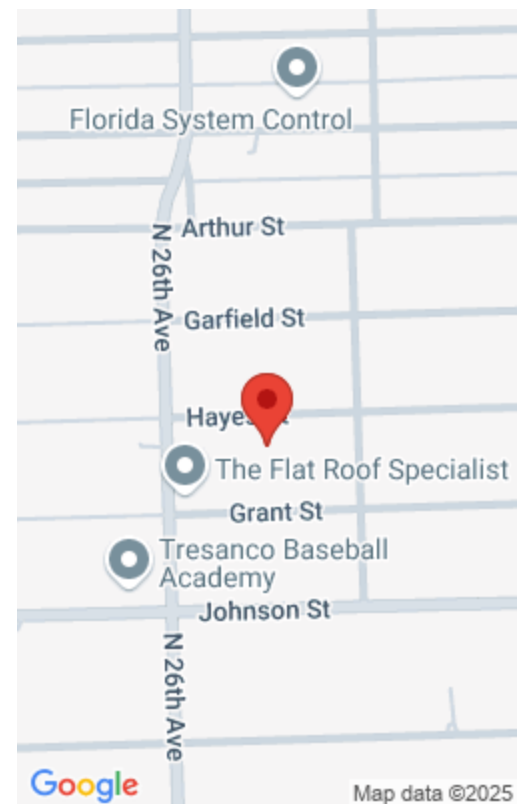 Florida System Control
Arthur St
N 26th Ave
Garfield St
Hayes
The Flat Roof Specialist
Grant St
Tresanco Baseball
Academy
Johnson St
N 26th Ave
Google
Map data ©2025